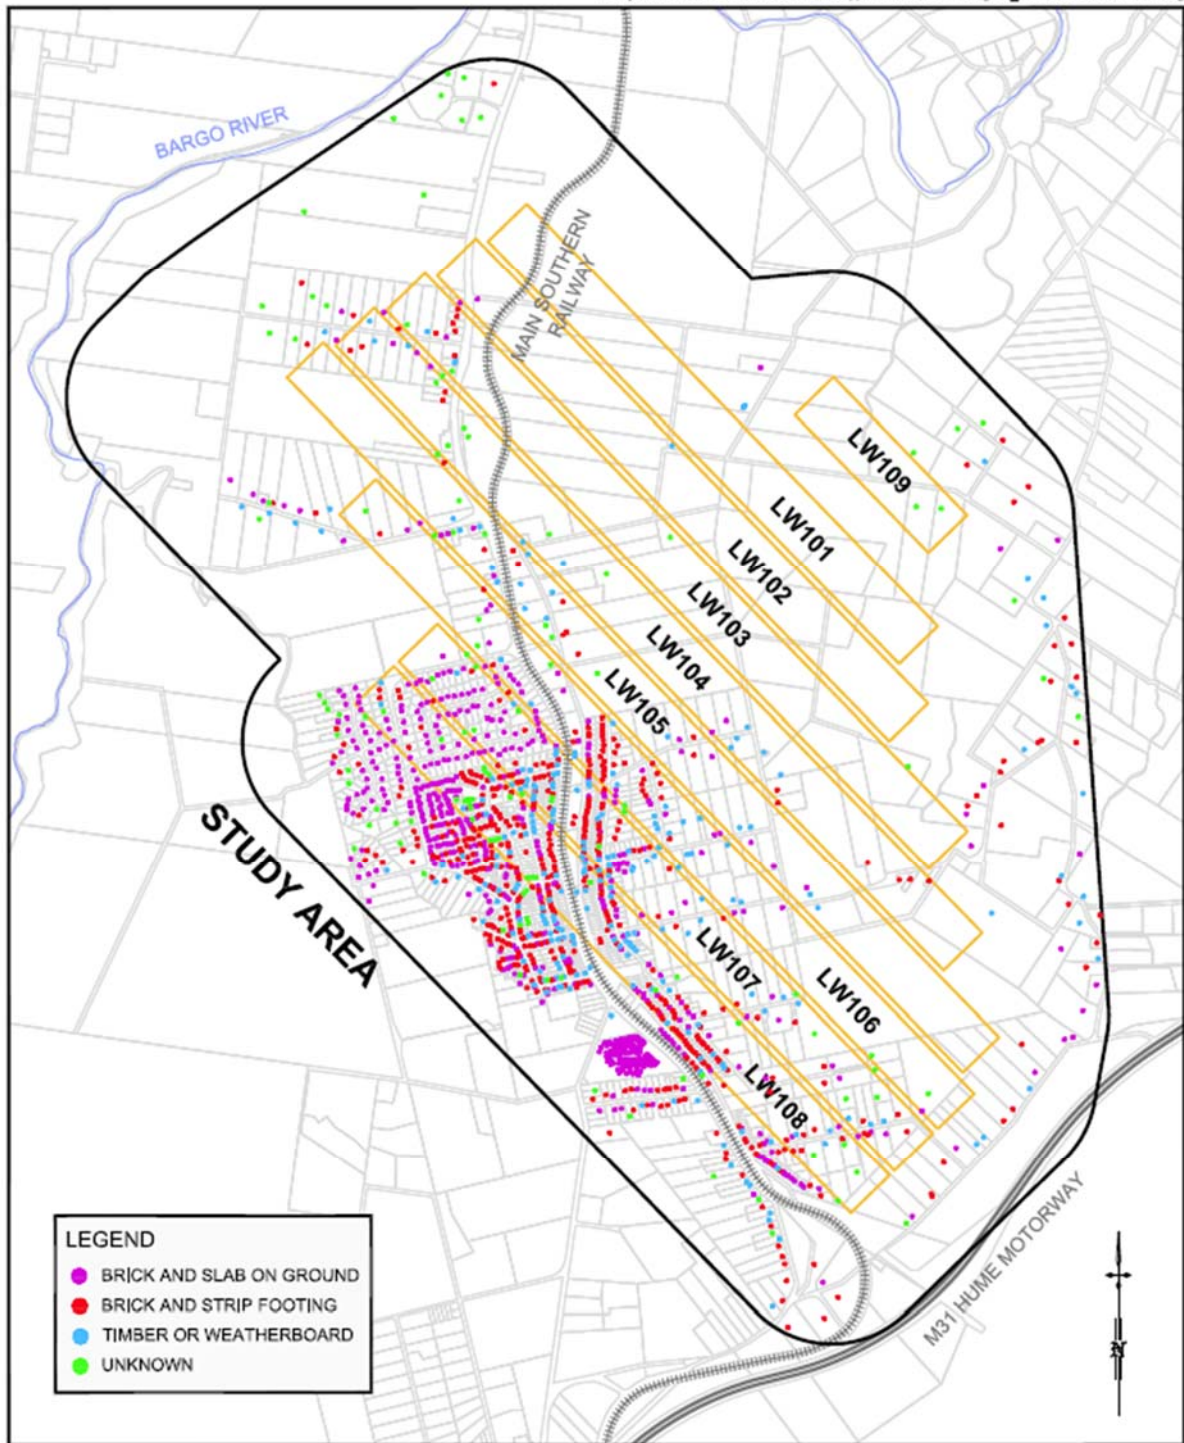 BARGO RIVER
MAIN SOUTHERN
RAILWAY
LW109
LW101
LW102
LW103
LW104
LW105
STUDY AREA
LW107
LW106
LW108
LEGEND
BRICK AND SLAB ON GROUND
BRICK AND STRIP FOOTING
TIMBER OR WEATHERBOARD
UNKNOWN
M31 HUME MOTORWAY
N